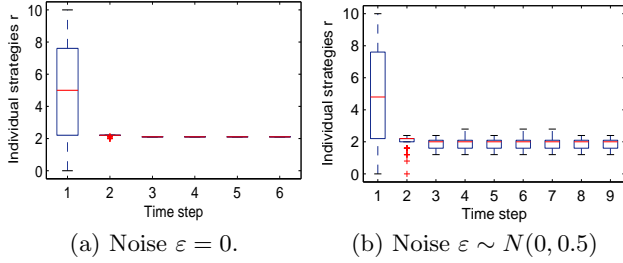 Individual strategies r
10
8
6
4
2
0
1 2 3 4 5 6
Time step
(a) Noise ε = 0.
Individual strategies r
10
8
6
4
2
0
1 2 3 4 5 6 7 8 9
Time step
(b) Noise ε ∼ N(0, 0.5)